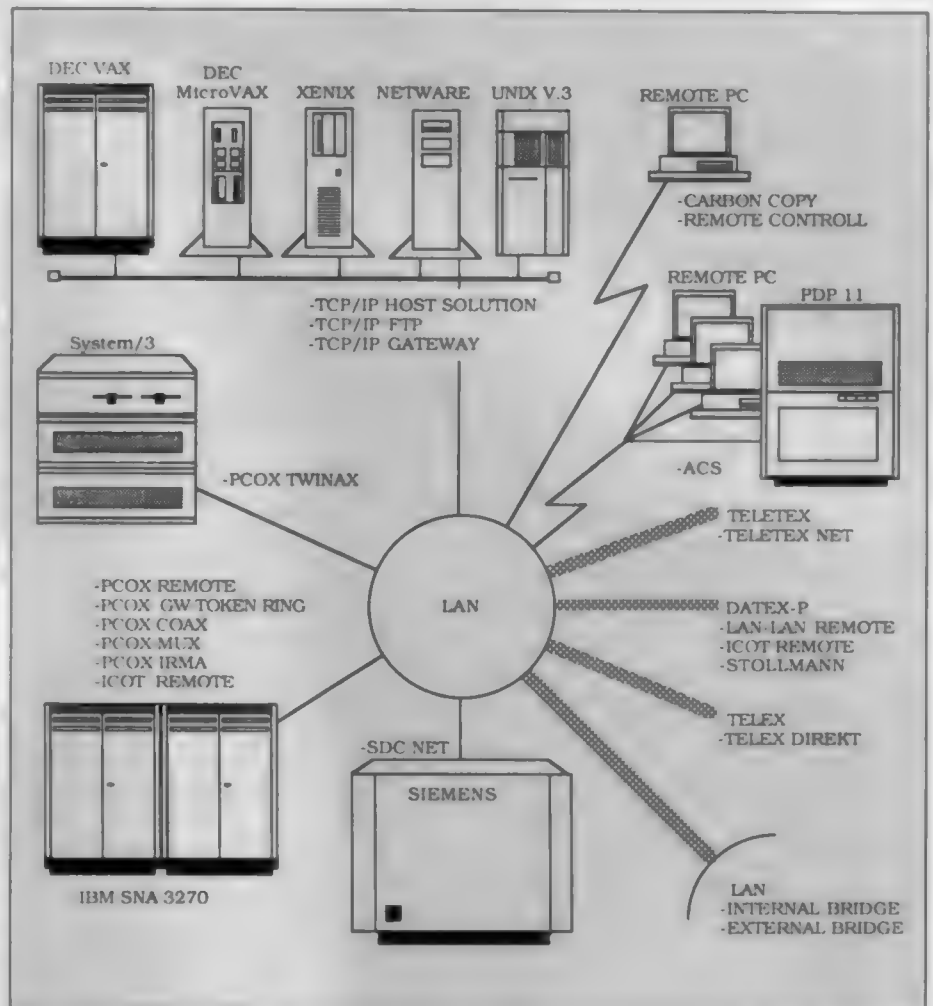 DEC VAX
DEC
MicroVAX
XENIX
NETWARE
UNIX V.3
REMOTE PC
-CARBON COPY
-REMOTE CONTROLL
REMOTE PC
PDP 11
-TCP/IP HOST SOLUTION
-TCP/IP FTP
-TCP/IP GATEWAY
System/3
-PCOX TWINAX
-ACS
TELETEX
-TELETEX NET
-PCOX REMOTE
-PCOX GW TOKEN RING
-PCOX COAX
-PCOX MUX
-PCOX IRMA
-ICOT REMOTE
LAN
DATEX-P
-LAN-LAN REMOTE
-ICOT REMOTE
-STOLLMANN
TELEX
-TELEX DIREKT
-SDC NET
SIEMENS
IBM SNA 3270
LAN
-INTERNAL BRIDGE
-EXTERNAL BRIDGE